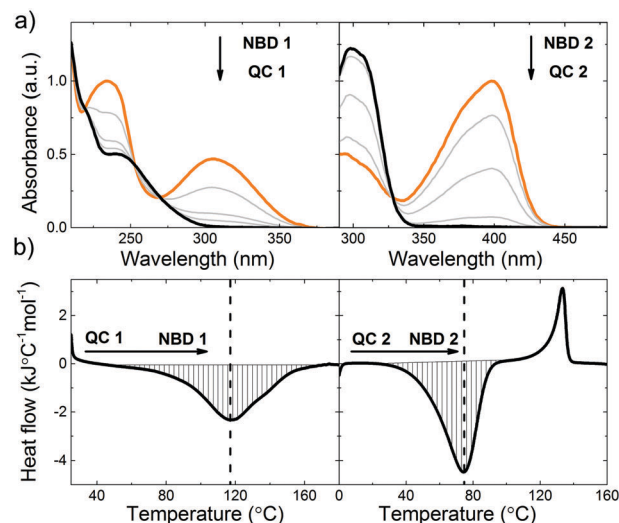 a)
NBD 1
QC 1
NBD 2
QC 2
Absorbance (a.u.)
1.0
0.5
0.0
250 300 350
300 350 400 450
Wavelength (nm)
Wavelength (nm)
b)
QC 1 NBD 1
QC 2 NBD 2
Heat flow (kJ°C⁻¹mol⁻¹)
2
0
-2
-4
40 80 120 160
0 40 80 120 160
Temperature (°C)
Temperature (°C)